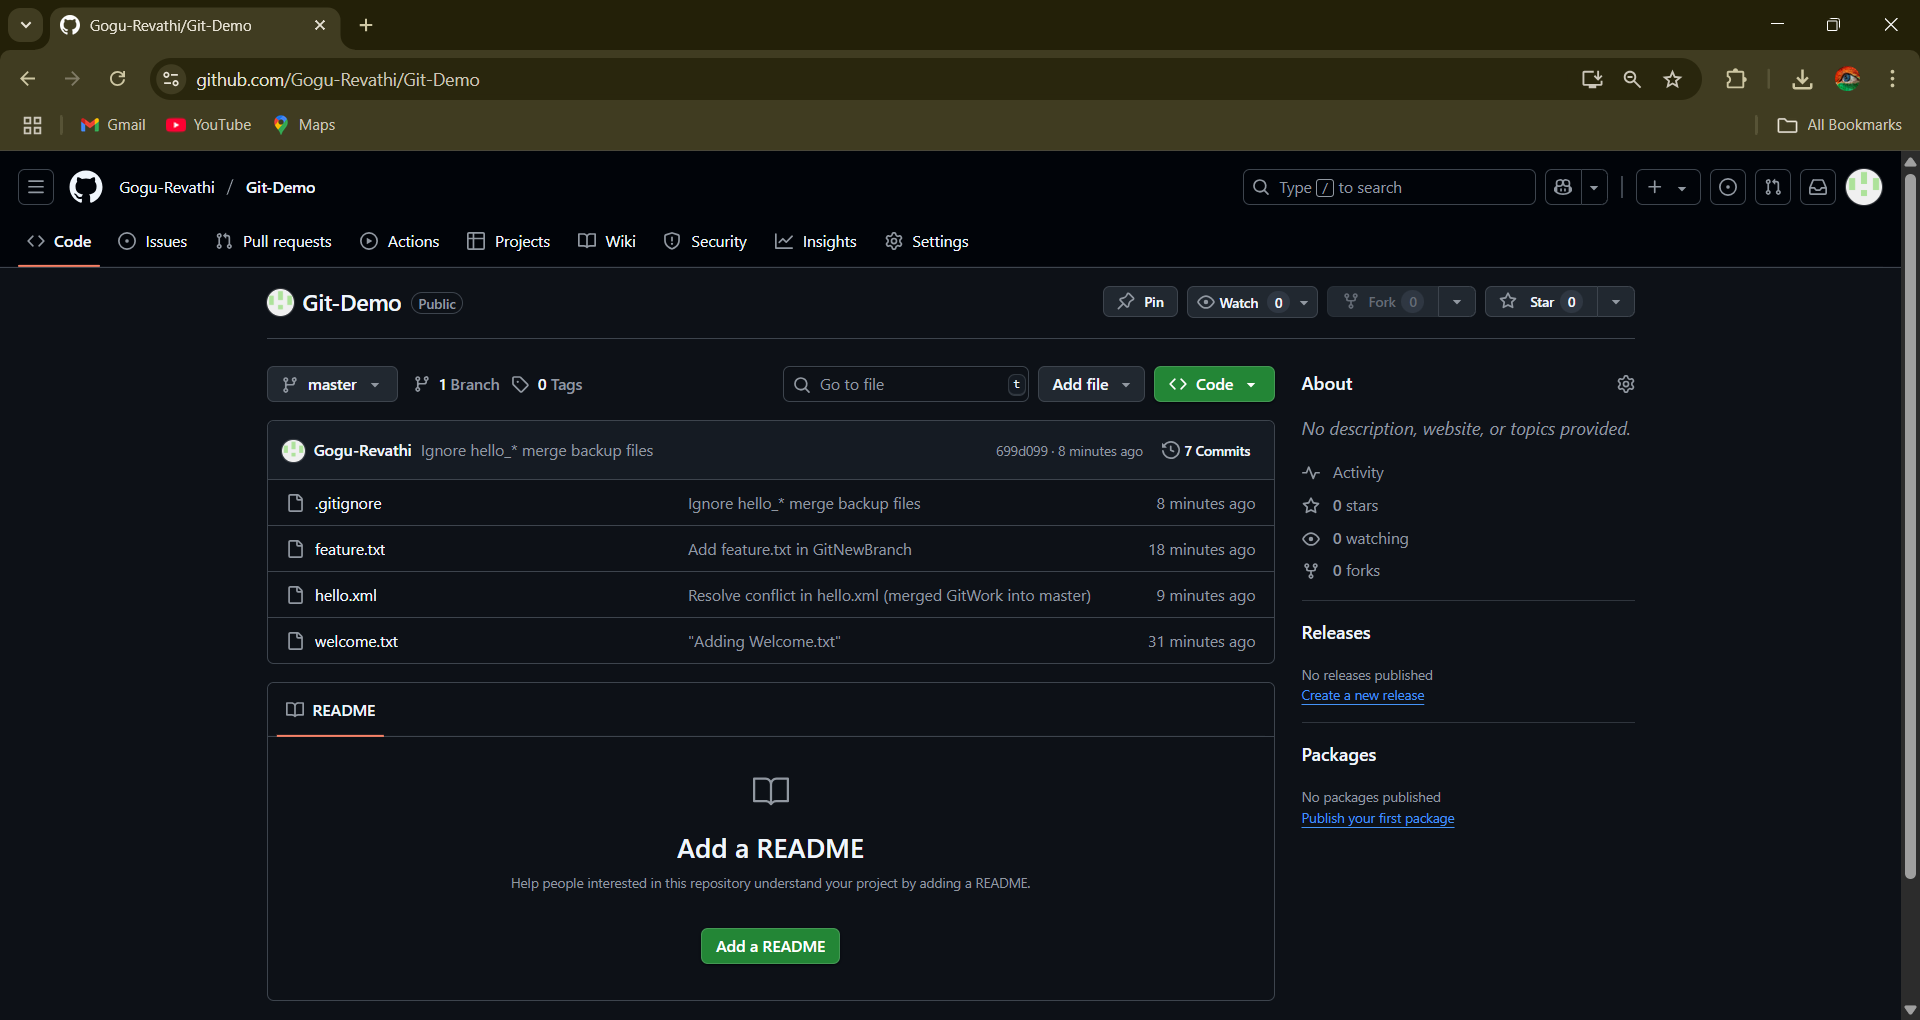 Gogu-Revathi/Git-Demo
github.com/Gogu-Revathi/Git-Demo
Gmail YouTube Maps All Bookmarks
Gogu-Revathi / Git-Demo Type / to search
Code Issues Pull requests Actions Projects Wiki Security Insights Settings
Git-Demo Public Pin Watch 0 Fork 0 Star 0
master 1 Branch 0 Tags Go to file t Add file Code
Gogu-Revathi Ignore hello_* merge backup files 699d099 · 8 minutes ago 7 Commits
.gitignore Ignore hello_* merge backup files 8 minutes ago
feature.txt Add feature.txt in GitNewBranch 18 minutes ago
hello.xml Resolve conflict in hello.xml (merged GitWork into master) 9 minutes ago
welcome.txt "Adding Welcome.txt" 31 minutes ago
README
Add a README
Help people interested in this repository understand your project by adding a README.
Add a README
About
No description, website, or topics provided.
Activity
0 stars
0 watching
0 forks
Releases
No releases published
Create a new release
Packages
No packages published
Publish your first package